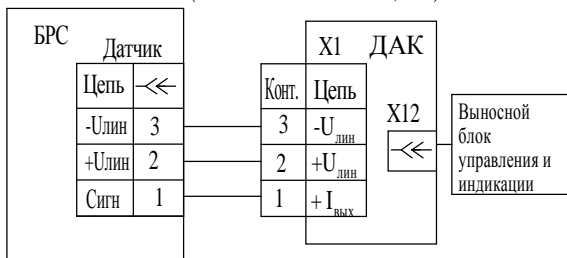 БРС
Датчик
Цепь
-Uлин 3
+Uлин 2
Сигн 1
X1 ДАК
Конт. Цепь
3 -Uлин
2 +Uлин
1 +Iвых
X12
Выносной
блок
управления и
индикации